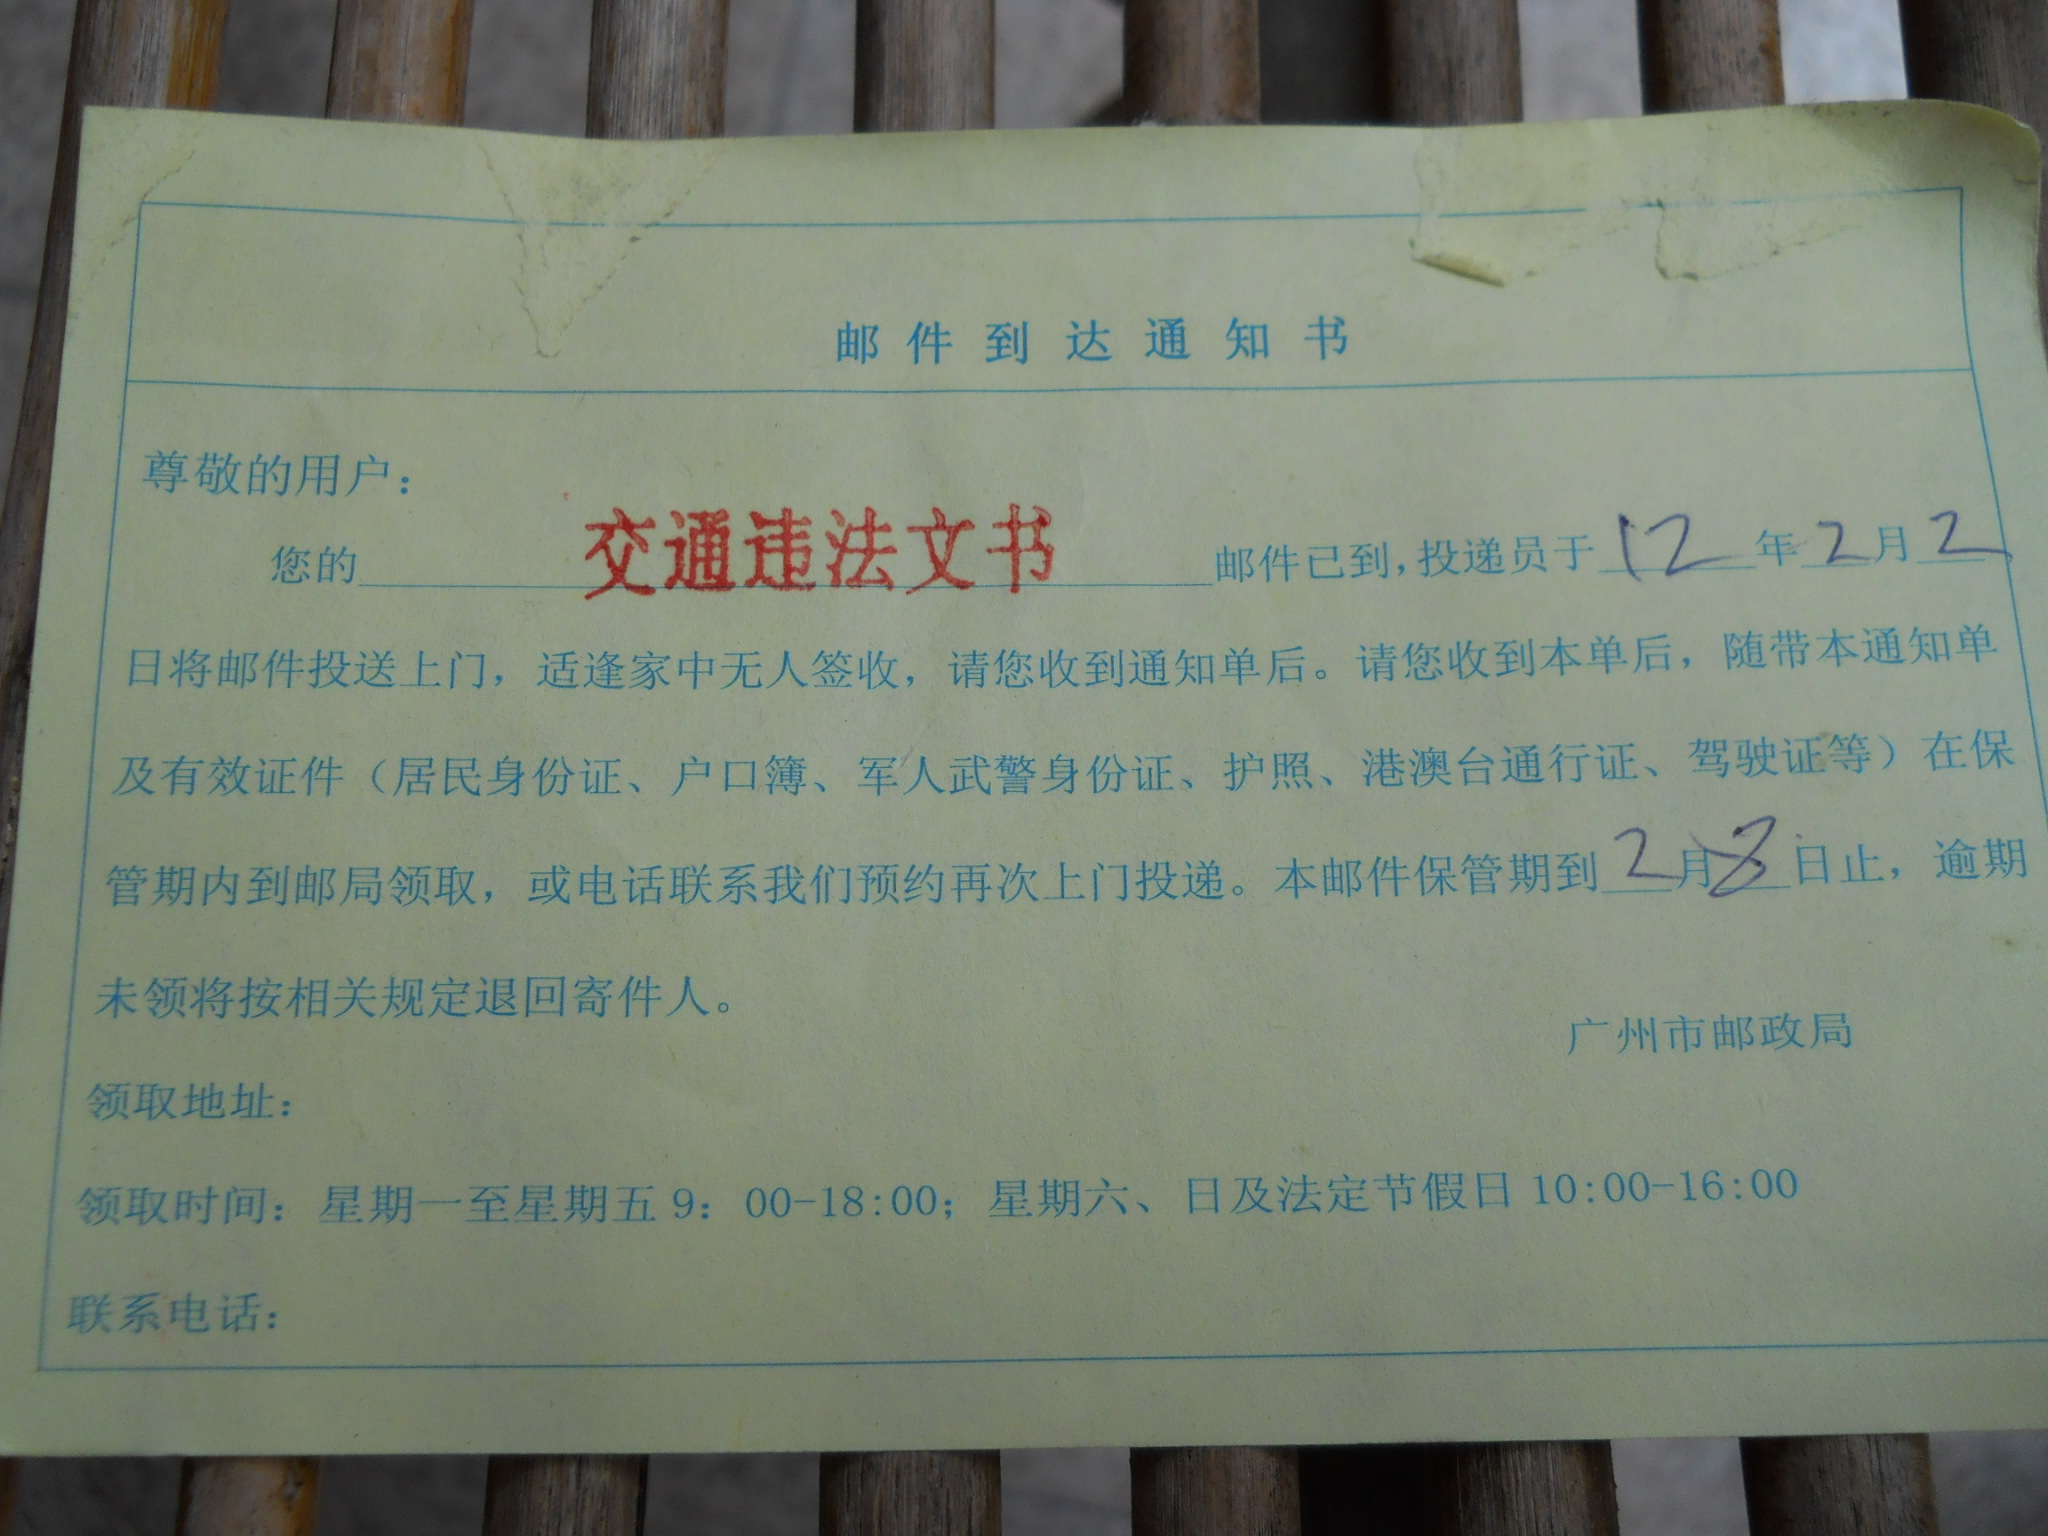 邮件到达通知书
尊敬的用户：
您的 交通违法文书 邮件已到，投递员于 12 年 2 月 2
日将邮件投送上门，适逢家中无人签收，请您收到通知单后。请您收到本单后，随带本通知单
及有效证件（居民身份证、户口簿、军人武警身份证、护照、港澳台通行证、驾驶证等）在保
管期内到邮局领取，或电话联系我们预约再次上门投递。本邮件保管期到 2 月 8 日止，逾期
未领将按相关规定退回寄件人。
广州市邮政局
领取地址：
领取时间：星期一至星期五 9：00-18:00；星期六、日及法定节假日 10:00-16:00
联系电话：